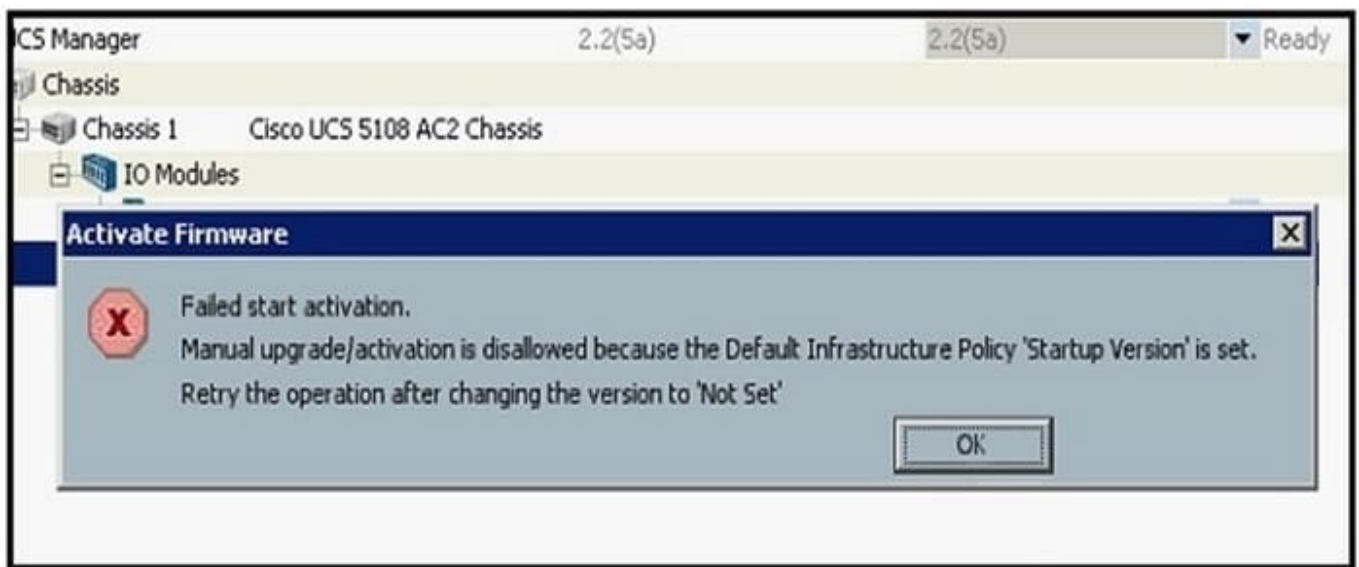 ICS Manager 2.2(5a) 2.2(5a) Ready
Chassis
Chassis 1 Cisco UCS 5108 AC2 Chassis
IO Modules
Activate Firmware
X
Failed start activation.
Manual upgrade/activation is disallowed because the Default Infrastructure Policy 'Startup Version' is set.
Retry the operation after changing the version to 'Not Set'
OK